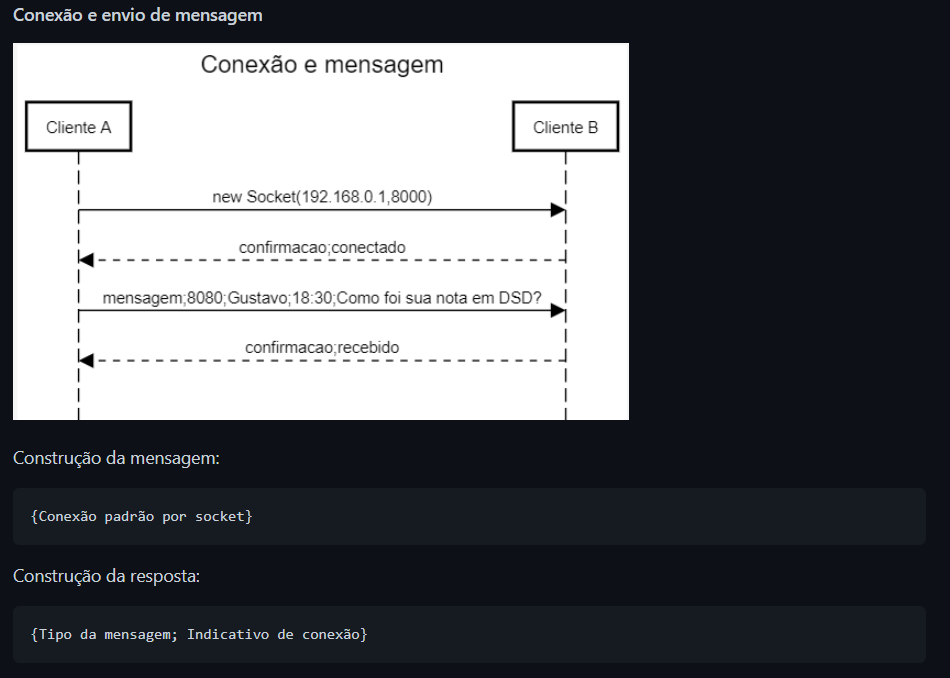 Conexão e envio de mensagem
Conexão e mensagem
Cliente A
Cliente B
new Socket(192.168.0.1,8000)
confirmacao;conectado
mensagem;8080;Gustavo;18:30;Como foi sua nota em DSD?
confirmacao;recebido
Construção da mensagem:
{Conexão padrão por socket}
Construção da resposta:
{Tipo da mensagem; Indicativo de conexão}